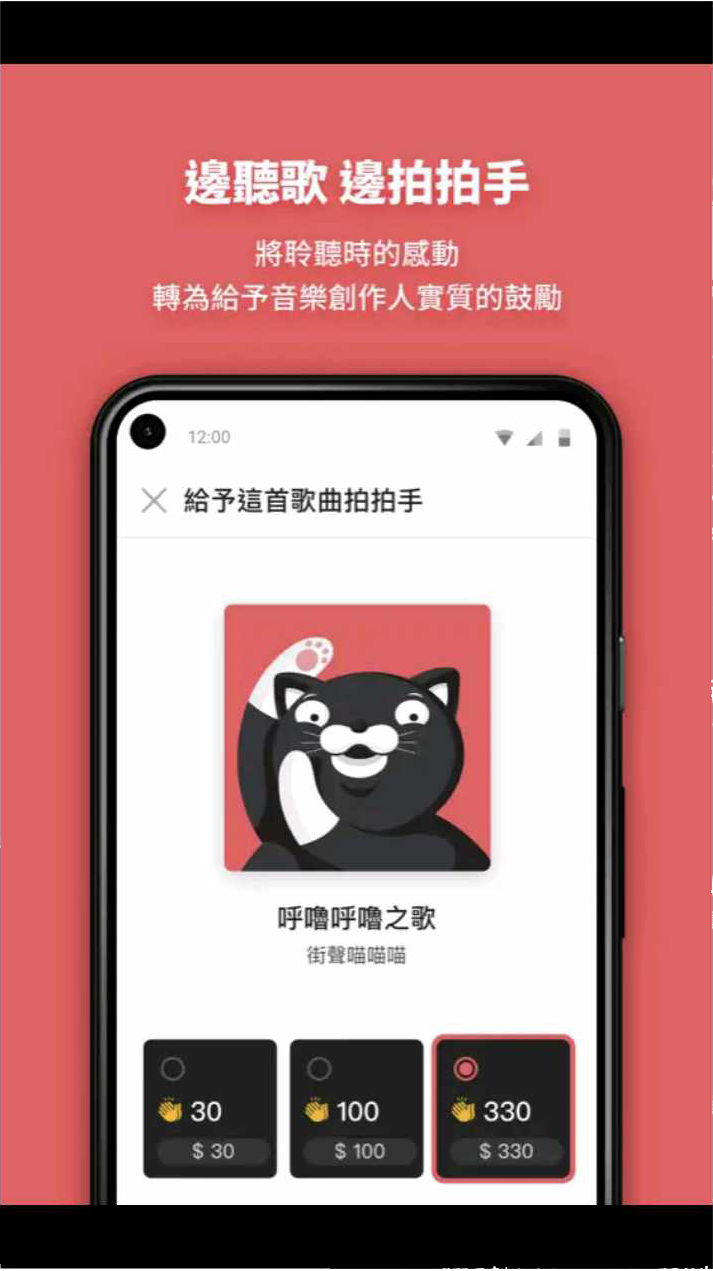 邊聽歌 邊拍拍手
將聆聽時的感動
轉為給予音樂創作人實質的鼓勵
12:00
給予這首歌曲拍拍手
呼嚕呼嚕之歌
街聲喵喵喵
30
100
330
$ 30
$ 100
$ 330